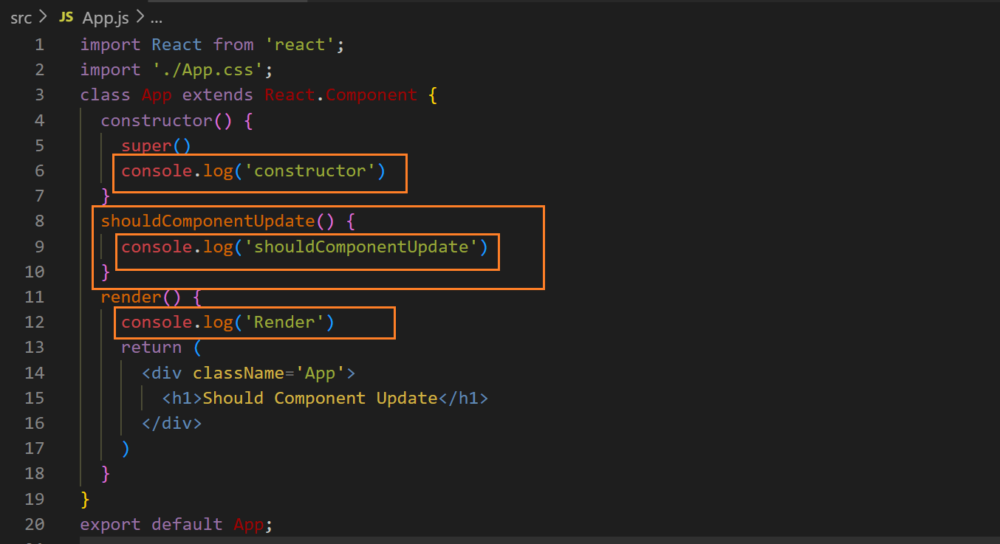 src > JS App.js > ...
1 import React from 'react';
2 import './App.css';
3 class App extends React.Component {
4 constructor() {
5 super()
6 console.log('constructor')
7 }
8 shouldComponentUpdate() {
9 console.log('shouldComponentUpdate')
10 }
11 render() {
12 console.log('Render')
13 return (
14 <div className='App'>
15 <h1>Should Component Update</h1>
16 </div>
17 )
18 }
19 }
20 export default App;